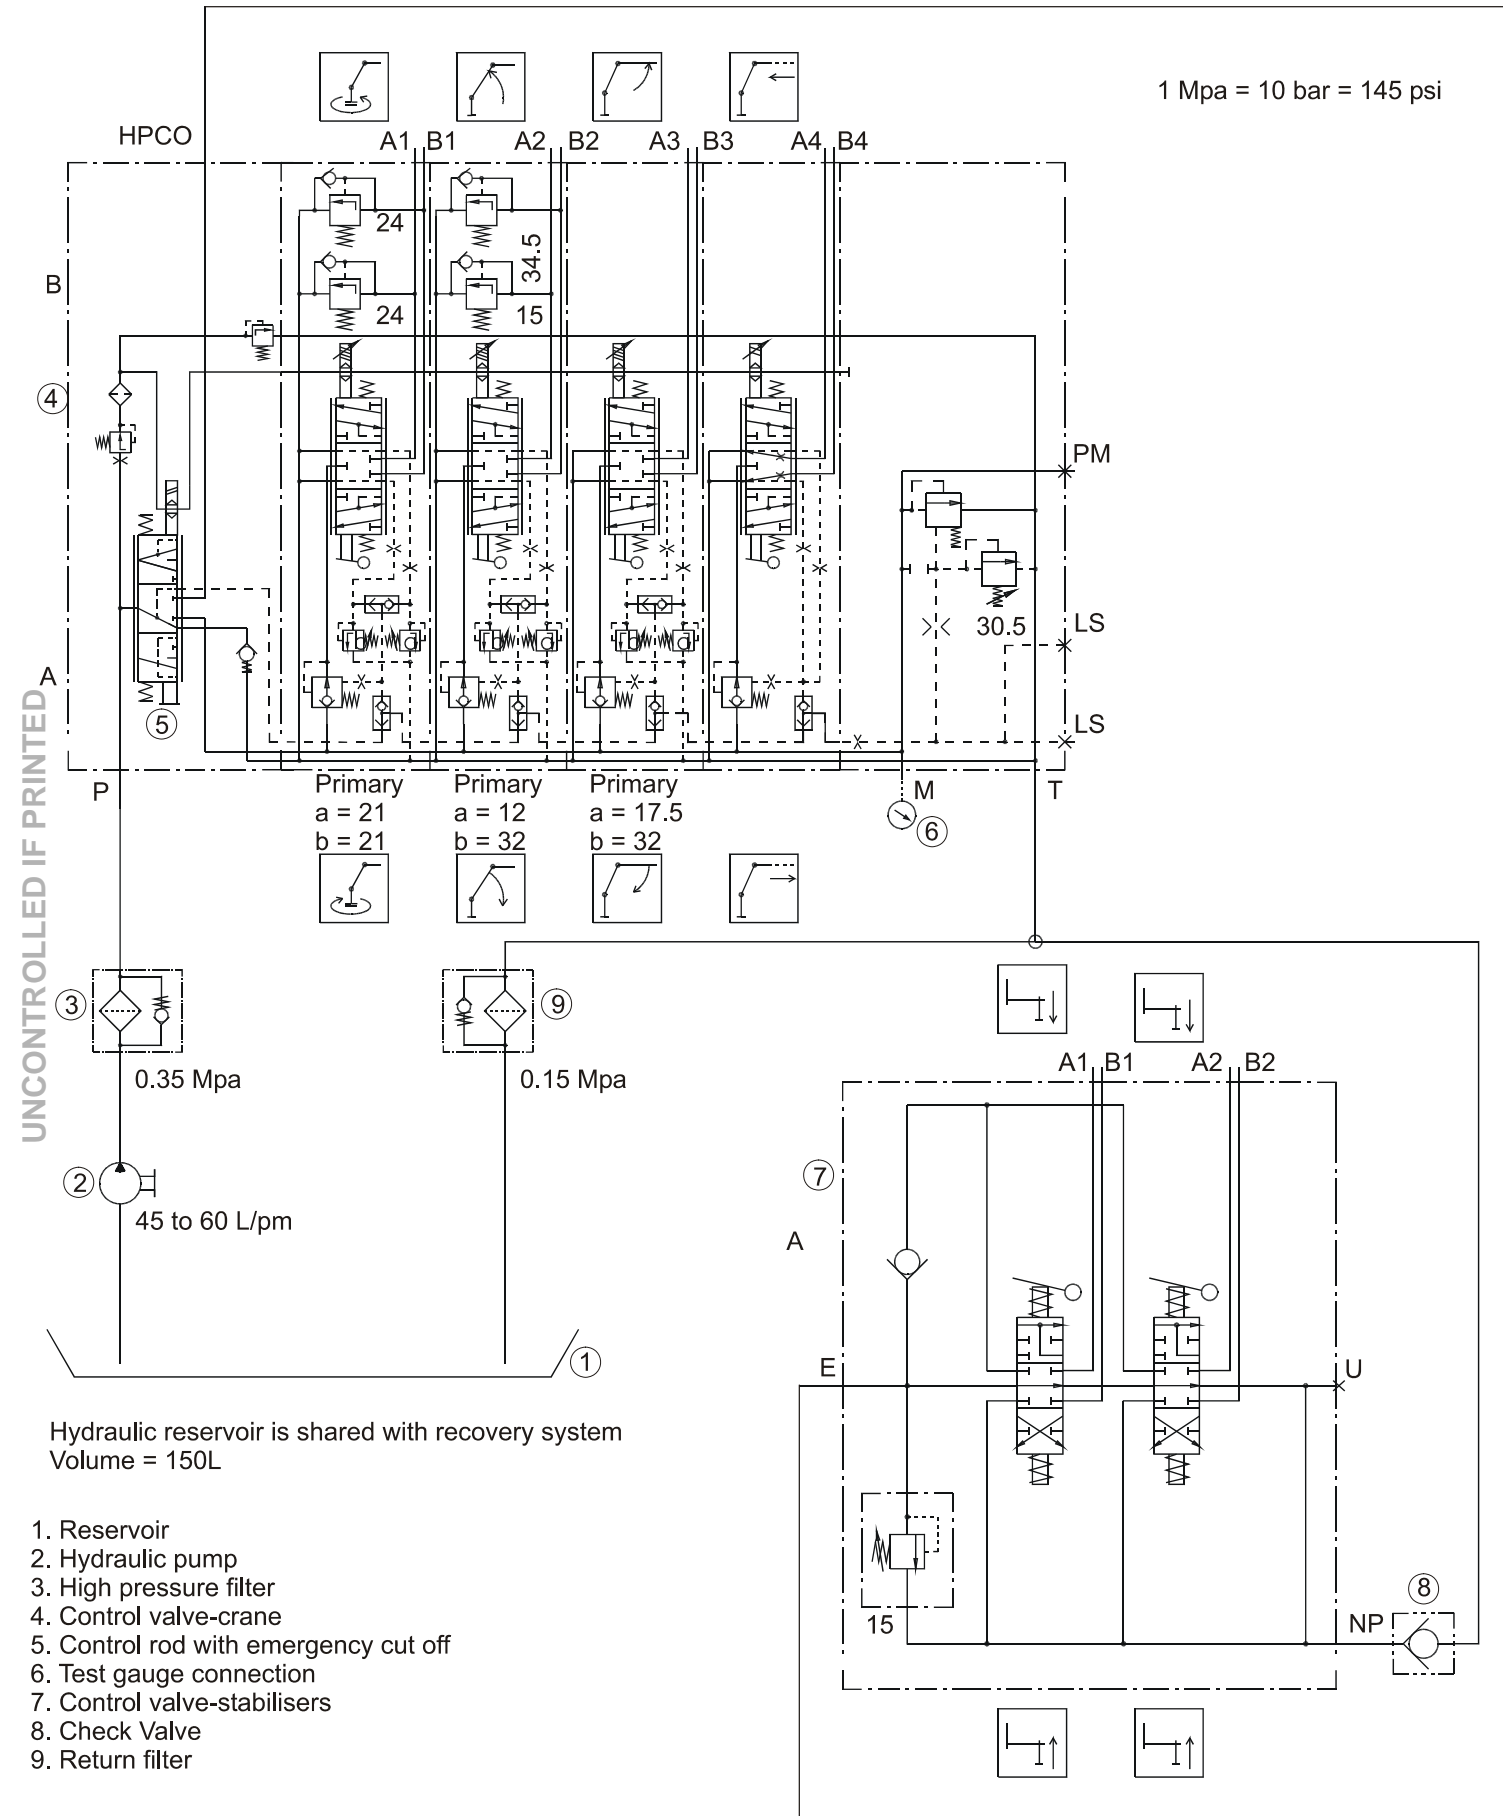 1 Mpa = 10 bar = 145 psi
HPCO
A1 B1 A2 B2 A3 B3 A4 B4
24
34.5
B
24
15
4
PM
LS
30.5
A
5
LS
P
Primary
a = 21
b = 21
Primary
a = 12
b = 32
Primary
a = 17.5
b = 32
M
T
6
UNCONTROLLED IF PRINTED
3
9
0.35 Mpa
0.15 Mpa
A1 B1 A2 B2
2
7
45 to 60 L/pm
A
1
E
U
Hydraulic reservoir is shared with recovery system
Volume = 150L
15
8
NP
1. Reservoir
2. Hydraulic pump
3. High pressure filter
4. Control valve-crane
5. Control rod with emergency cut off
6. Test gauge connection
7. Control valve-stabilisers
8. Check Valve
9. Return filter